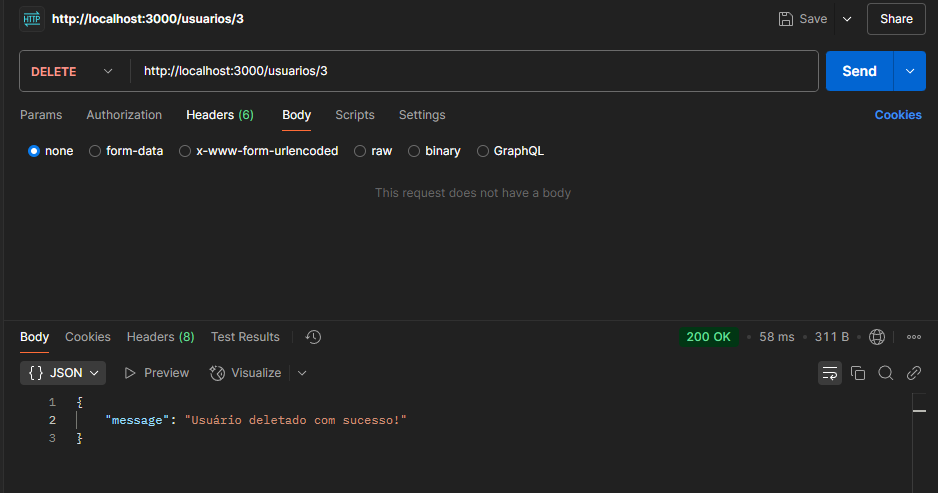 HTTP http://localhost:3000/usuarios/3 Save Share
DELETE http://localhost:3000/usuarios/3 Send
Params Authorization Headers (6) Body Scripts Settings Cookies
none form-data x-www-form-urlencoded raw binary GraphQL
This request does not have a body
Body Cookies Headers (8) Test Results 200 OK • 58 ms • 311 B •
{} JSON Preview Visualize
1 {
2 "message": "Usuário deletado com sucesso!"
3 }